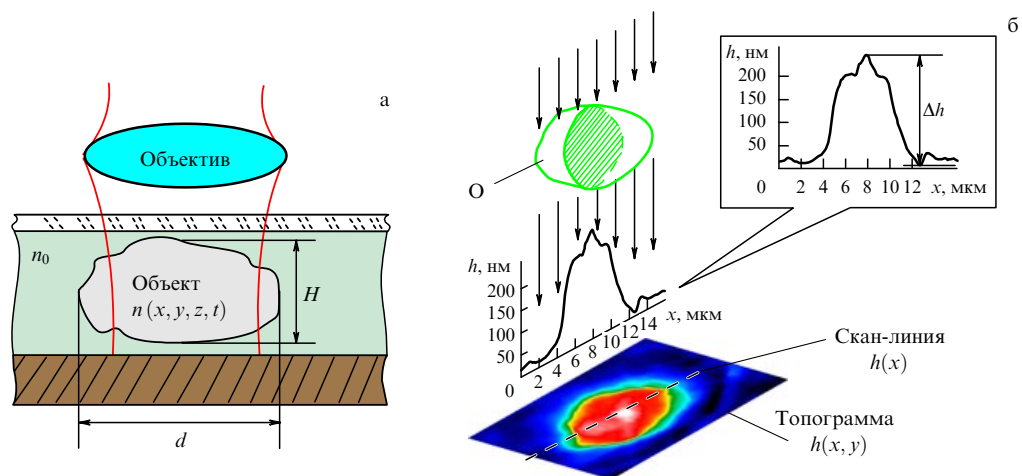 а
Объектив
n₀
Объект
n (x, y, z, t)
H
d
б
h, нм
200
150
100
50
0
2 4 6 8 10 12
x, мкм
Δh
О
h, нм
200
150
100
50
0
2 4 6 8 10 12 14
x, мкм
Скан-линия
h(x)
Топограмма
h(x, y)